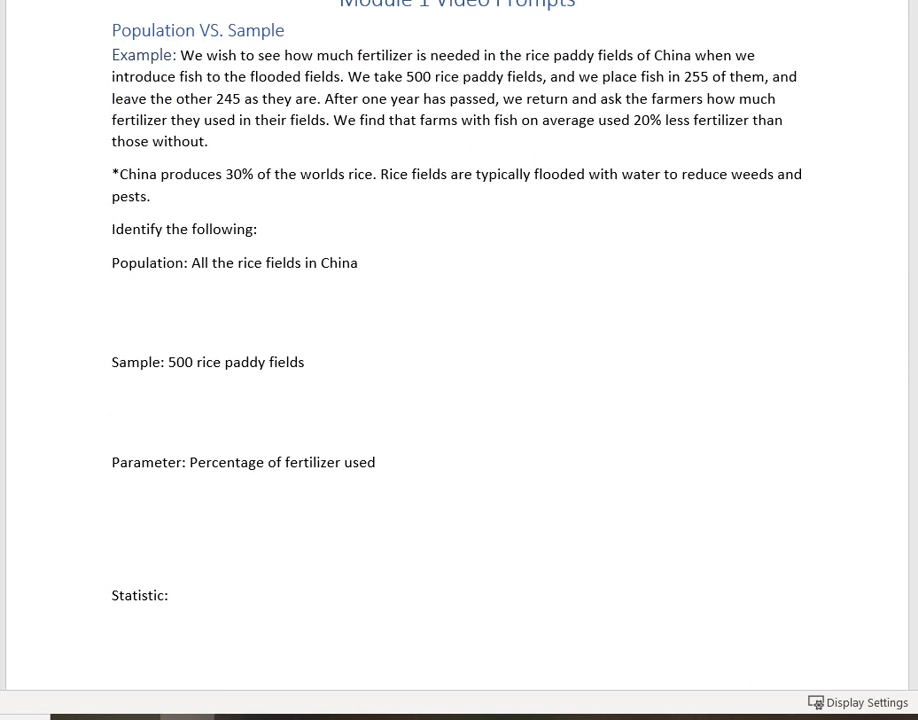 Module 1 Video Prompts
Population VS. Sample
Example: We wish to see how much fertilizer is needed in the rice paddy fields of China when we
introduce fish to the flooded fields. We take 500 rice paddy fields, and we place fish in 255 of them, and
leave the other 245 as they are. After one year has passed, we return and ask the farmers how much
fertilizer they used in their fields. We find that farms with fish on average used 20% less fertilizer than
those without.
*China produces 30% of the worlds rice. Rice fields are typically flooded with water to reduce weeds and
pests.
Identify the following:
Population: All the rice fields in China
Sample: 500 rice paddy fields
Parameter: Percentage of fertilizer used
Statistic:
Display Settings